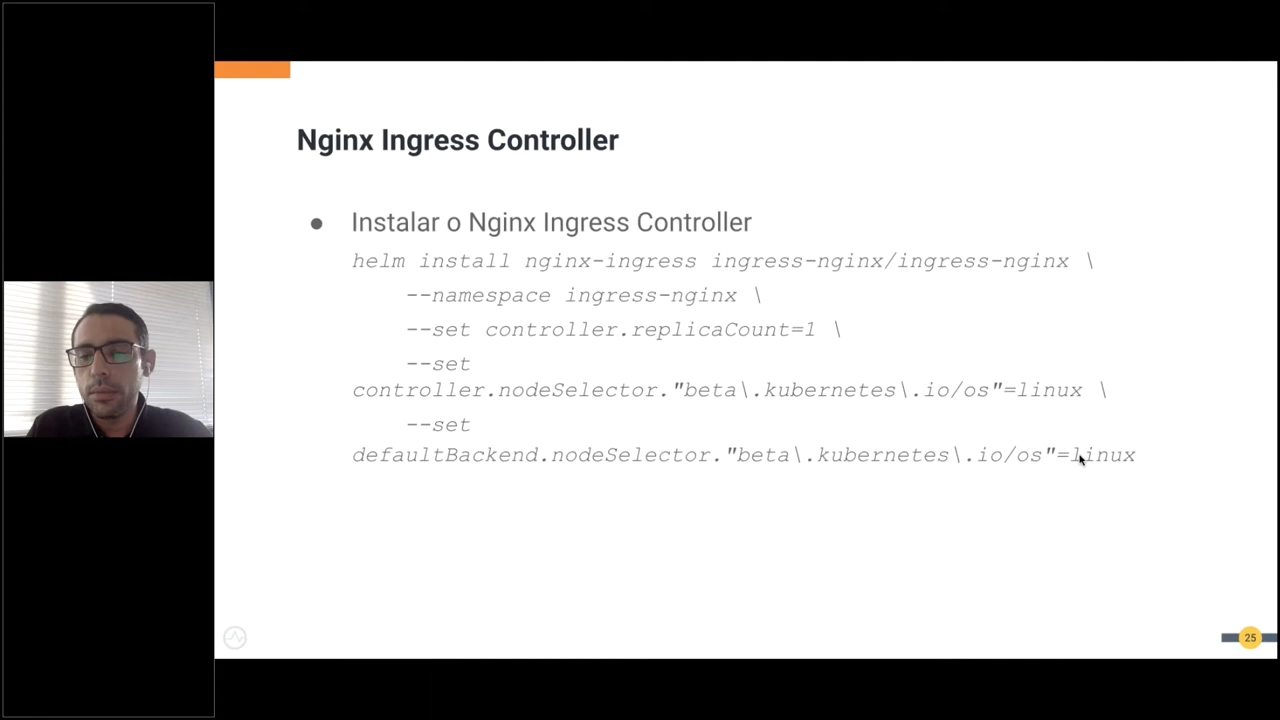 Nginx Ingress Controller
● Instalar o Nginx Ingress Controller
helm install nginx-ingress ingress-nginx/ingress-nginx \
--namespace ingress-nginx \
--set controller.replicaCount=1 \
--set
controller.nodeSelector."beta\.kubernetes\.io/os"=linux \
--set
defaultBackend.nodeSelector."beta\.kubernetes\.io/os"=linux
25